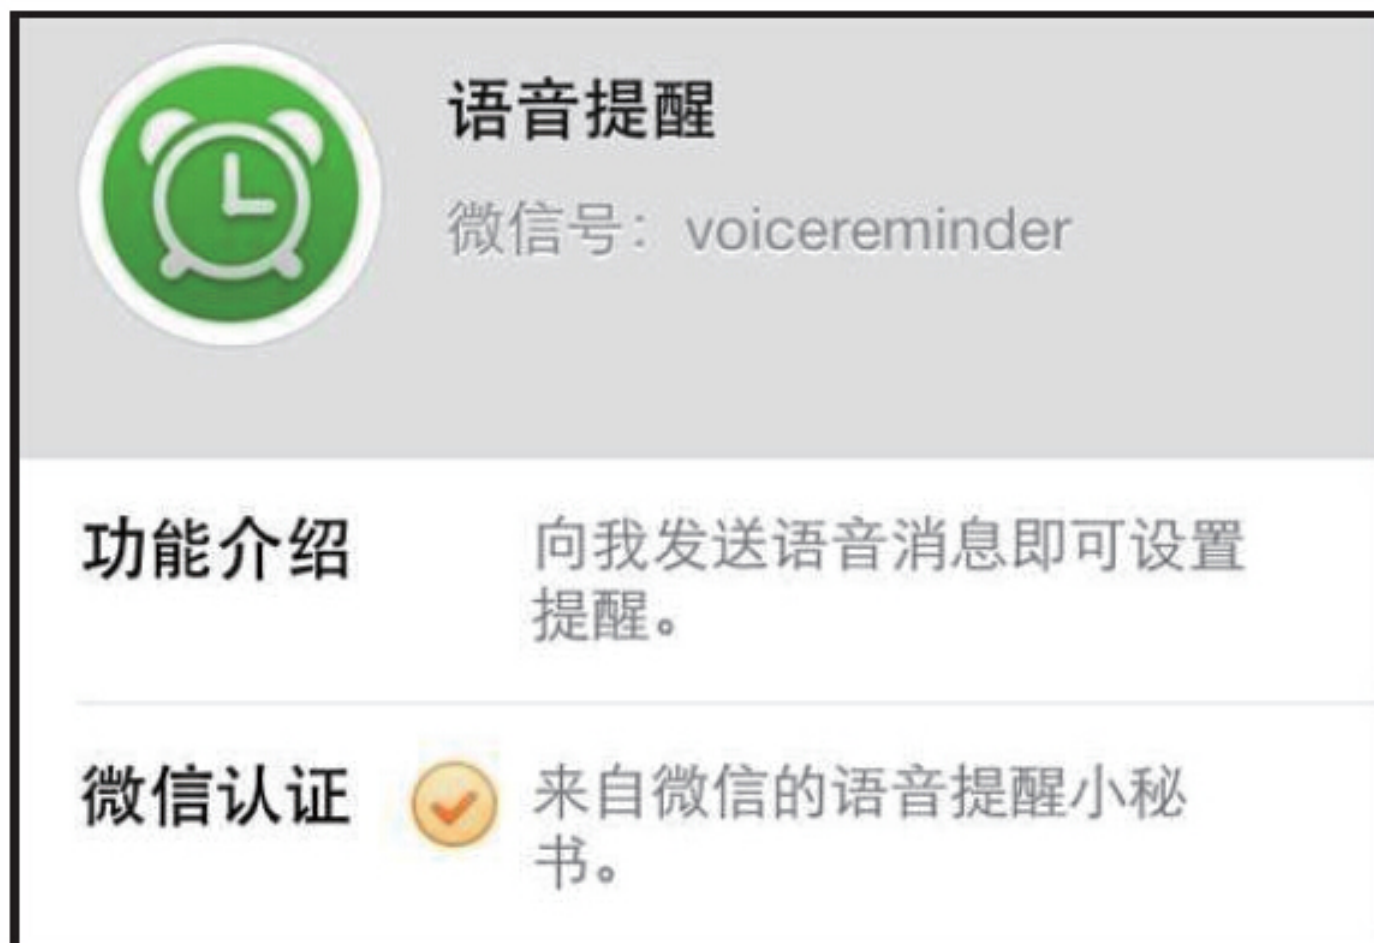 语音提醒
微信号：voicereminder
功能介绍
向我发送语音消息即可设置
提醒。
微信认证
来自微信的语音提醒小秘
书。